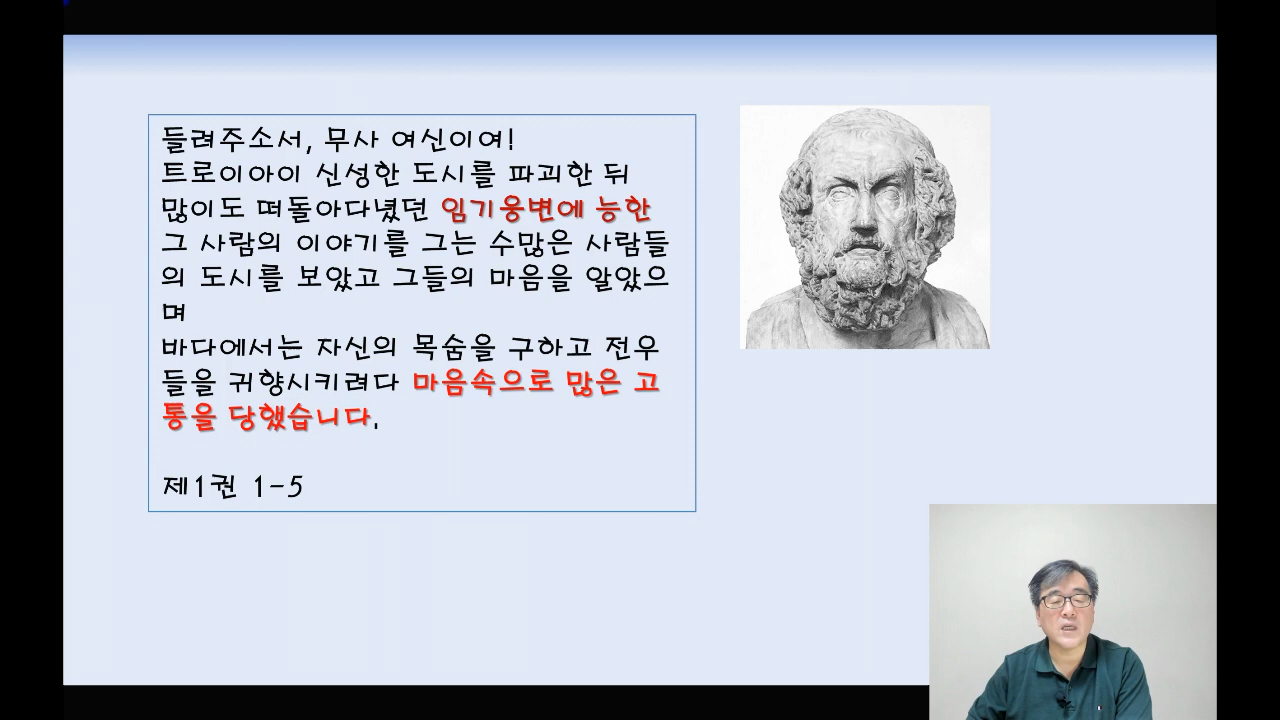 들려주소서, 무사 여신이여!
트로이아이 신성한 도시를 파괴한 뒤
많이도 떠돌아다녔던 임기웅변에 능한
그 사람의 이야기를 그는 수많은 사람들
의 도시를 보았고 그들의 마음을 알았으
며
바다에서는 자신의 목숨을 구하고 전우
들을 귀향시키려다 마음속으로 많은 고
통을 당했습니다.
제1권 1-5